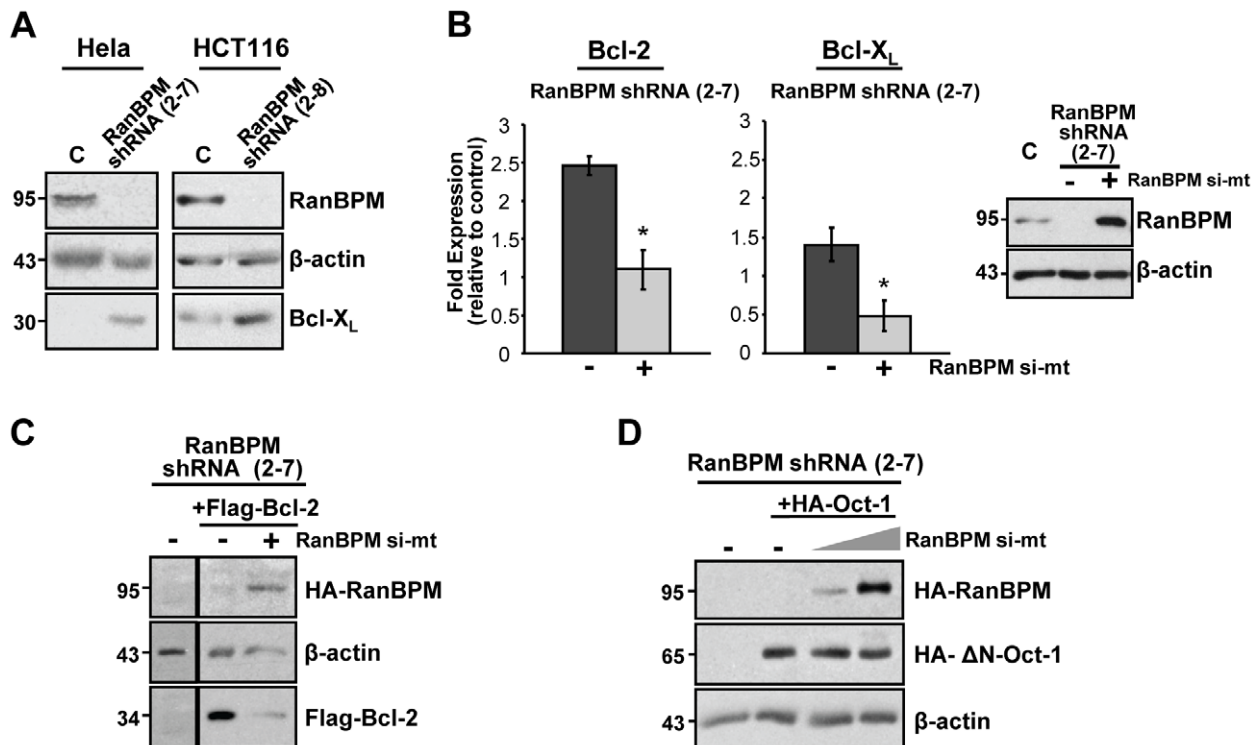 A
Hela
HCT116
C
RanBPM
shRNA (2-7)
C
RanBPM
shRNA (2-8)
95
RanBPM
43
β-actin
30
Bcl-XL
B
Bcl-2
RanBPM shRNA (2-7)
Fold Expression
(relative to control)
3
2.5
2
1.5
1
0.5
0
*
- +
Bcl-XL
RanBPM shRNA (2-7)
3
2.5
2
1.5
1
0.5
0
*
- + RanBPM si-mt
RanBPM
shRNA
(2-7)
C
- + RanBPM si-mt
95
RanBPM
43
β-actin
C
RanBPM
shRNA (2-7)
+Flag-Bcl-2
- - + RanBPM si-mt
95
HA-RanBPM
43
β-actin
34
Flag-Bcl-2
D
RanBPM shRNA (2-7)
+HA-Oct-1
- - RanBPM si-mt
95
HA-RanBPM
65
HA- ΔN-Oct-1
43
β-actin